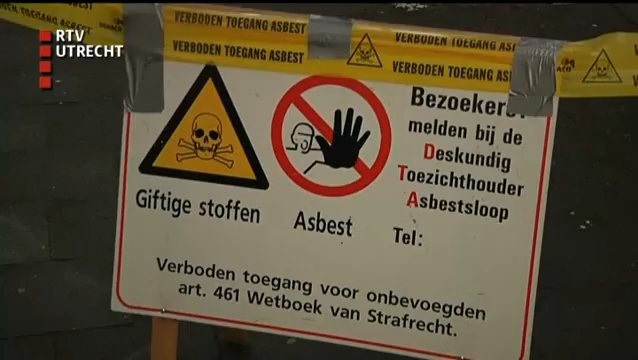 RTV
UTRECHT
TOEGANG ASBEST
VERBODEN TOEGANG ASBEST
VERBODEN TOEGANG ASBEST
VERBODEN TOEGANG ASBEST
VERBODEN TOEGANG
Bezoekers:
melden bij de
Deskundig
Toezichthouder
Asbestsloop
Tel:
Giftige stoffen
Asbest
Verboden toegang voor onbevoegden
art. 461 Wetboek van Strafrecht.